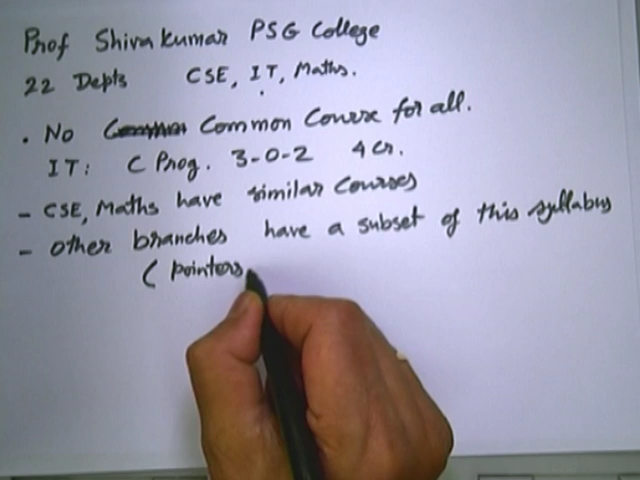 Prof Shivakumar PSG College
22 Depts CSE, IT, Maths.
. No Common Course for all.
IT: C Prog. 3-0-2 4 Cr.
- CSE, Maths have similar Courses
- other branches have a subset of this syllabus
( pointers